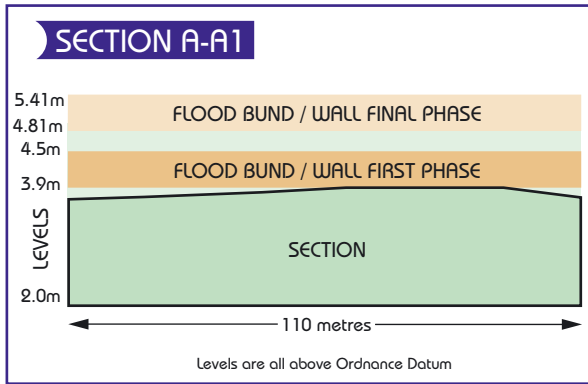 SECTION A-A1
5.41m
FLOOD BUND / WALL FINAL PHASE
4.81m
4.5m
FLOOD BUND / WALL FIRST PHASE
3.9m
LEVELS
SECTION
2.0m
110 metres
Levels are all above Ordnance Datum